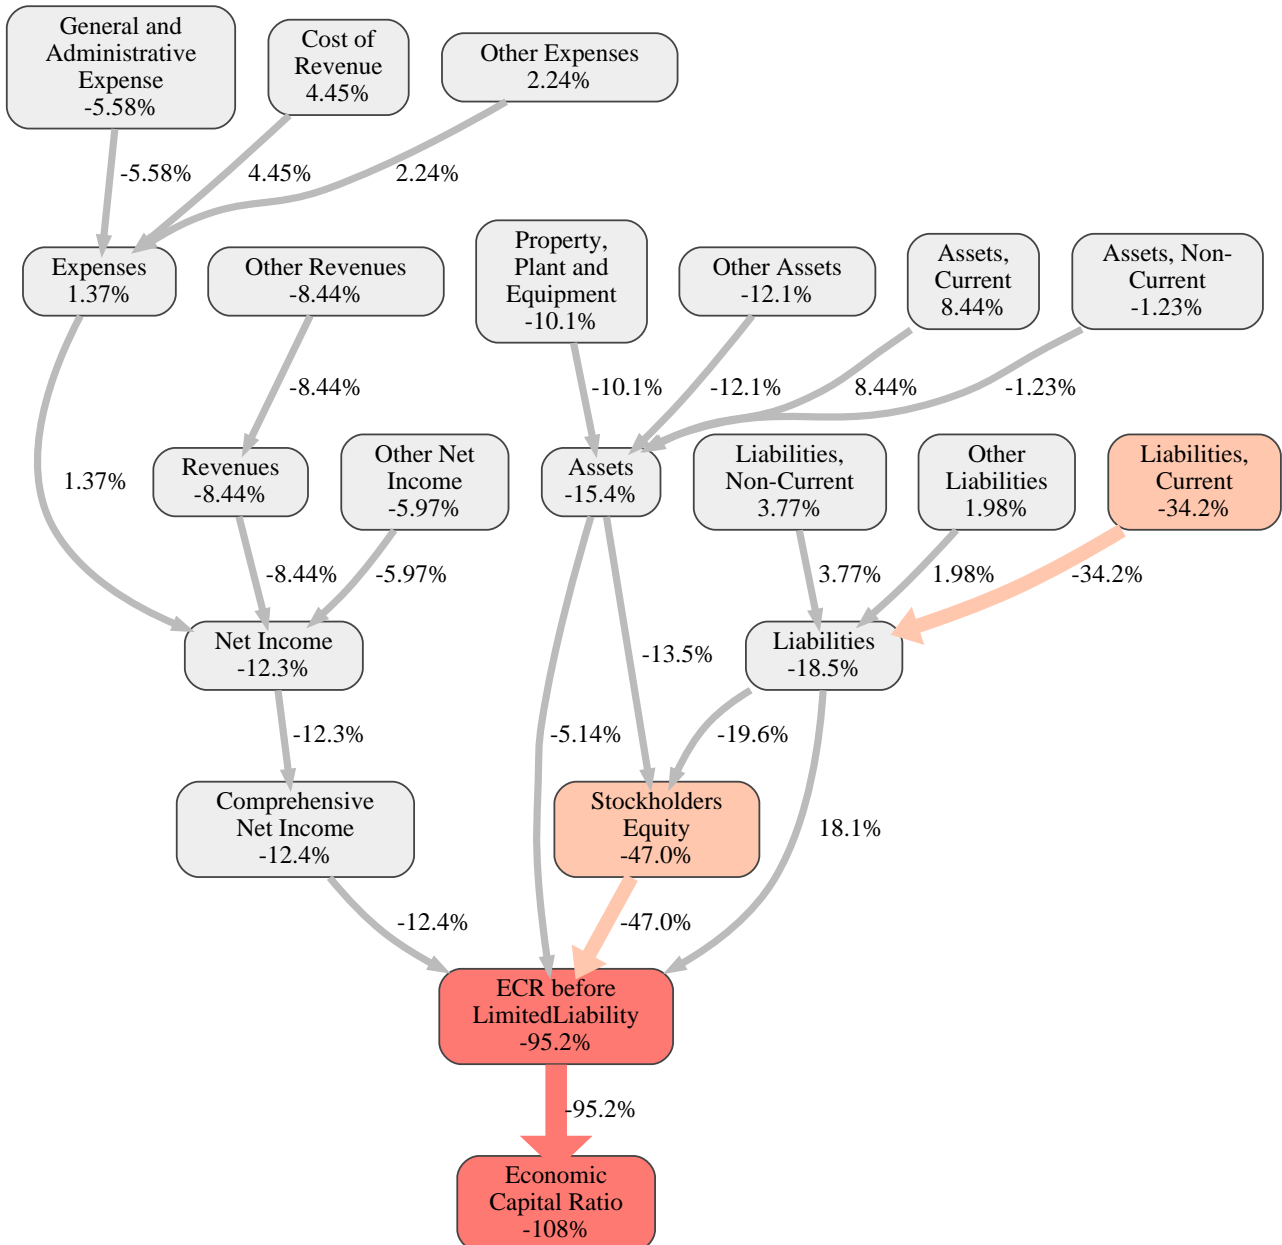 General and
Administrative
Expense
-5.58%
Cost of
Revenue
4.45%
Other Expenses
2.24%
-5.58%
4.45%
2.24%
Expenses
1.37%
Other Revenues
-8.44%
Property,
Plant and
Equipment
-10.1%
Other Assets
-12.1%
Assets,
Current
8.44%
Assets, Non-
Current
-1.23%
-8.44%
-10.1%
-12.1%
8.44%
-1.23%
1.37%
Revenues
-8.44%
Other Net
Income
-5.97%
Assets
-15.4%
Liabilities,
Non-Current
3.77%
Other
Liabilities
1.98%
Liabilities,
Current
-34.2%
-8.44%
-5.97%
3.77%
1.98%
-34.2%
Net Income
-12.3%
-13.5%
Liabilities
-18.5%
-12.3%
-5.14%
-19.6%
Comprehensive
Net Income
-12.4%
Stockholders
Equity
-47.0%
18.1%
-12.4%
-47.0%
ECR before
LimitedLiability
-95.2%
-95.2%
Economic
Capital Ratio
-108%